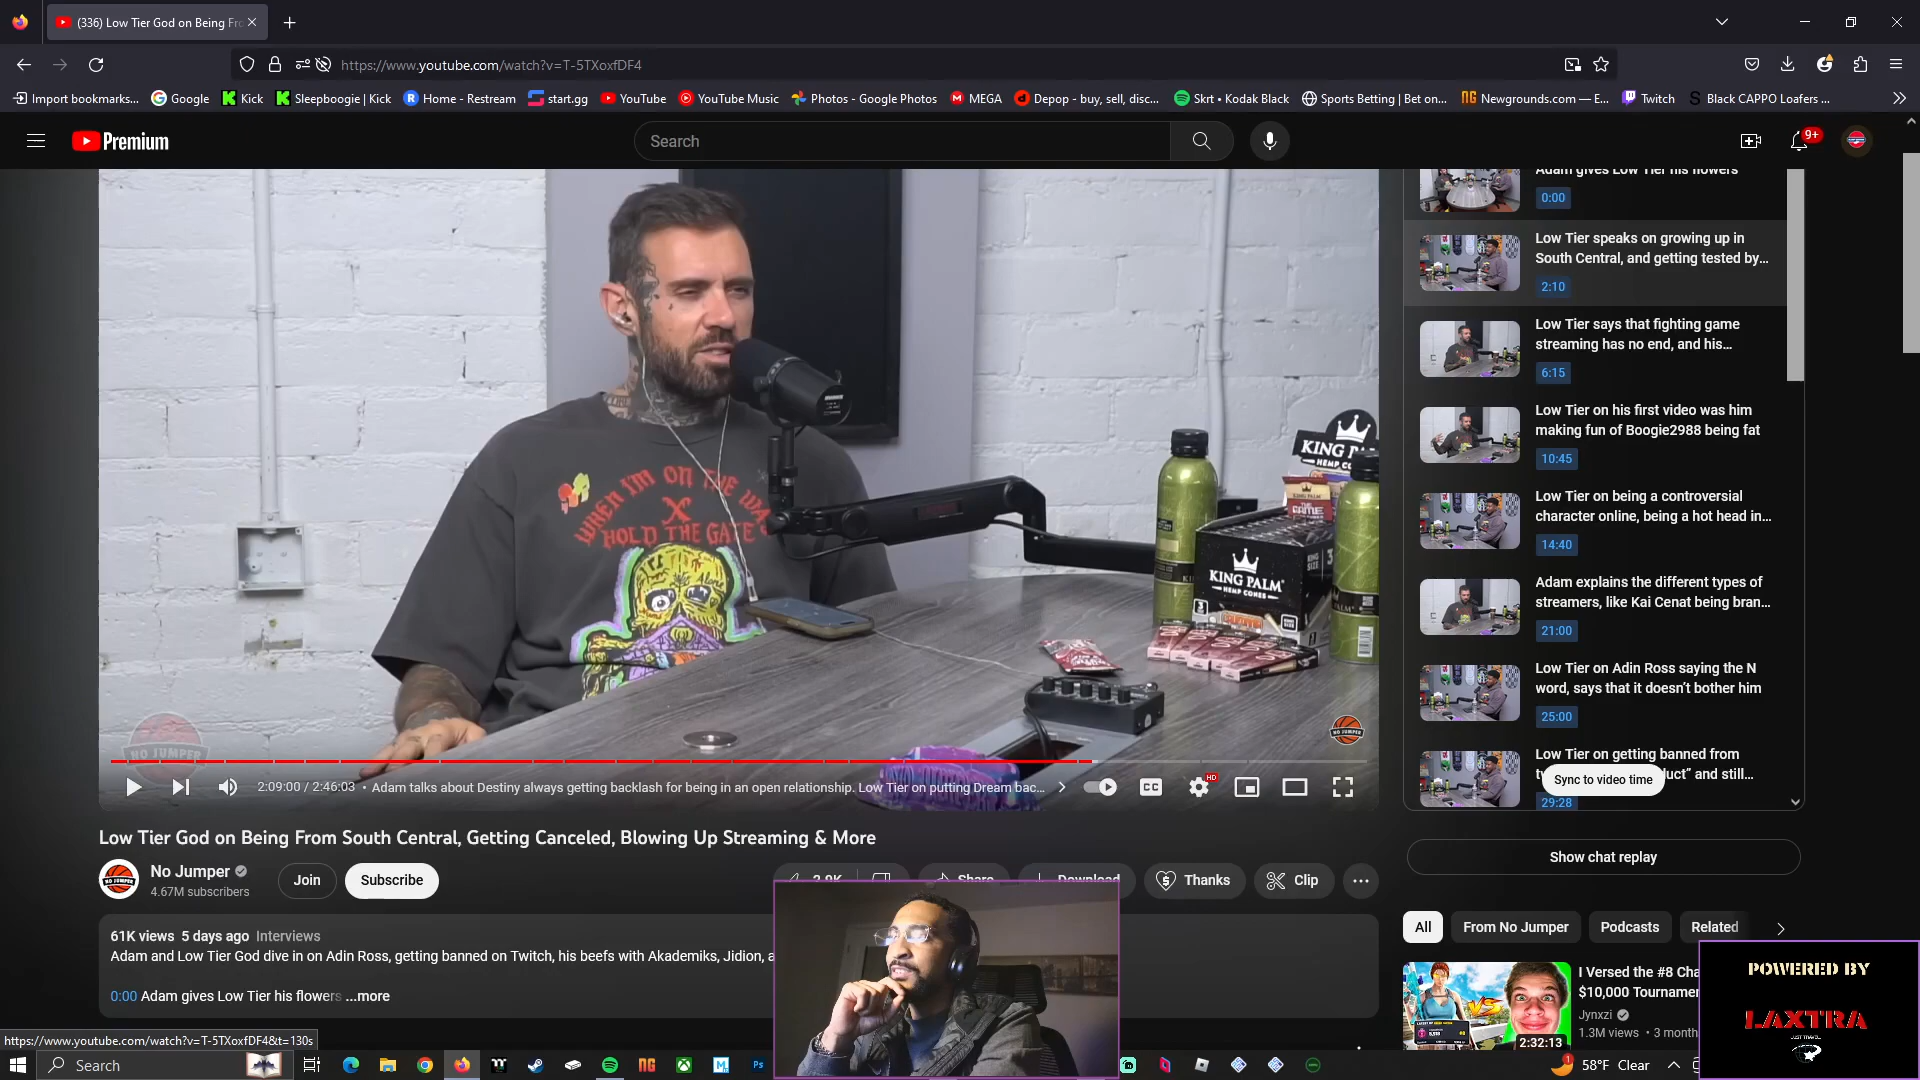 (336) Low Tier God on Being Fr
https://www.youtube.com/watch?v=T-5TXoxfDF4
Import bookmarks...
Google
Kick
Sleepboogie | Kick
Home - Restream
start.gg
YouTube
YouTube Music
Photos - Google Photos
MEGA
Depop - buy, sell, disc...
Skrt • Kodak Black
Sports Betting | Bet on...
Newgrounds.com — E...
Twitch
Black CAPPO Loafers ...
Premium
Search
9+
Adam gives Low Tier his flowers
0:00
Low Tier speaks on growing up in
South Central, and getting tested by...
2:10
Low Tier says that fighting game
streaming has no end, and his...
6:15
Low Tier on his first video was him
making fun of Boogie2988 being fat
10:45
Low Tier on being a controversial
character online, being a hot head in...
14:40
Adam explains the different types of
streamers, like Kai Cenat being bran...
21:00
Low Tier on Adin Ross saying the N
word, says that it doesn't bother him
25:00
Low Tier on getting banned from
duct” and still...
Sync to video time
29:28
WHEN I'M ON THE
X
HOLD THE GATE
KING PALM
HEMP
KING PALM
HEMP CONES
NO JUMPER
2:09:00 / 2:46:03 • Adam talks about Destiny always getting backlash for being in an open relationship. Low Tier on putting Dream bac...
CC
HD
Low Tier God on Being From South Central, Getting Canceled, Blowing Up Streaming & More
No Jumper
4.67M subscribers
Join
Subscribe
2.9K
Share
Download
Thanks
Clip
Show chat replay
61K views 5 days ago Interviews
Adam and Low Tier God dive in on Adin Ross, getting banned on Twitch, his beefs with Akademiks, Jidion, a
0:00 Adam gives Low Tier his flowers ...more
All
From No Jumper
Podcasts
Related
I Versed the #8 Cha
$10,000 Tournamen
Jynxzi
1.3M views • 3 month
2:32:13
POWERED BY
LAXTRA
JUST TRAVEL
https://www.youtube.com/watch?v=T-5TXoxfDF4&t=130s
Search
58°F Clear